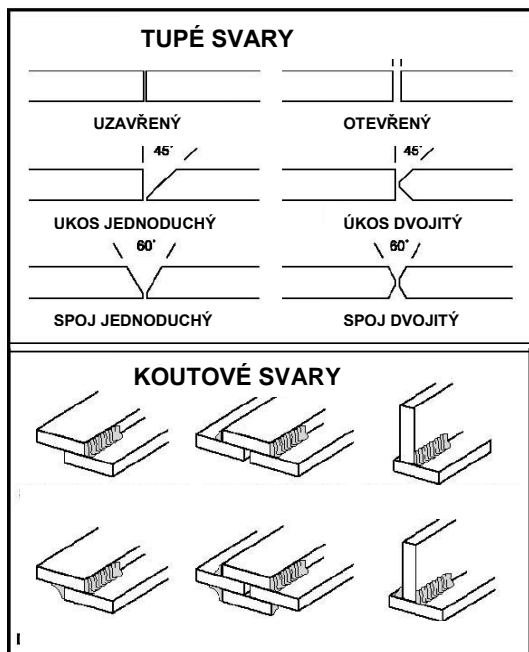 TUPÉ SVARY
UZAVŘENÝ
OTEVŘENÝ
45°
45°
UKOS JEDNODUCHÝ
ÚKOS DVOJITÝ
60°
60°
SPOJ JEDNODUCHÝ
SPOJ DVOJITÝ
KOUTOVÉ SVARY